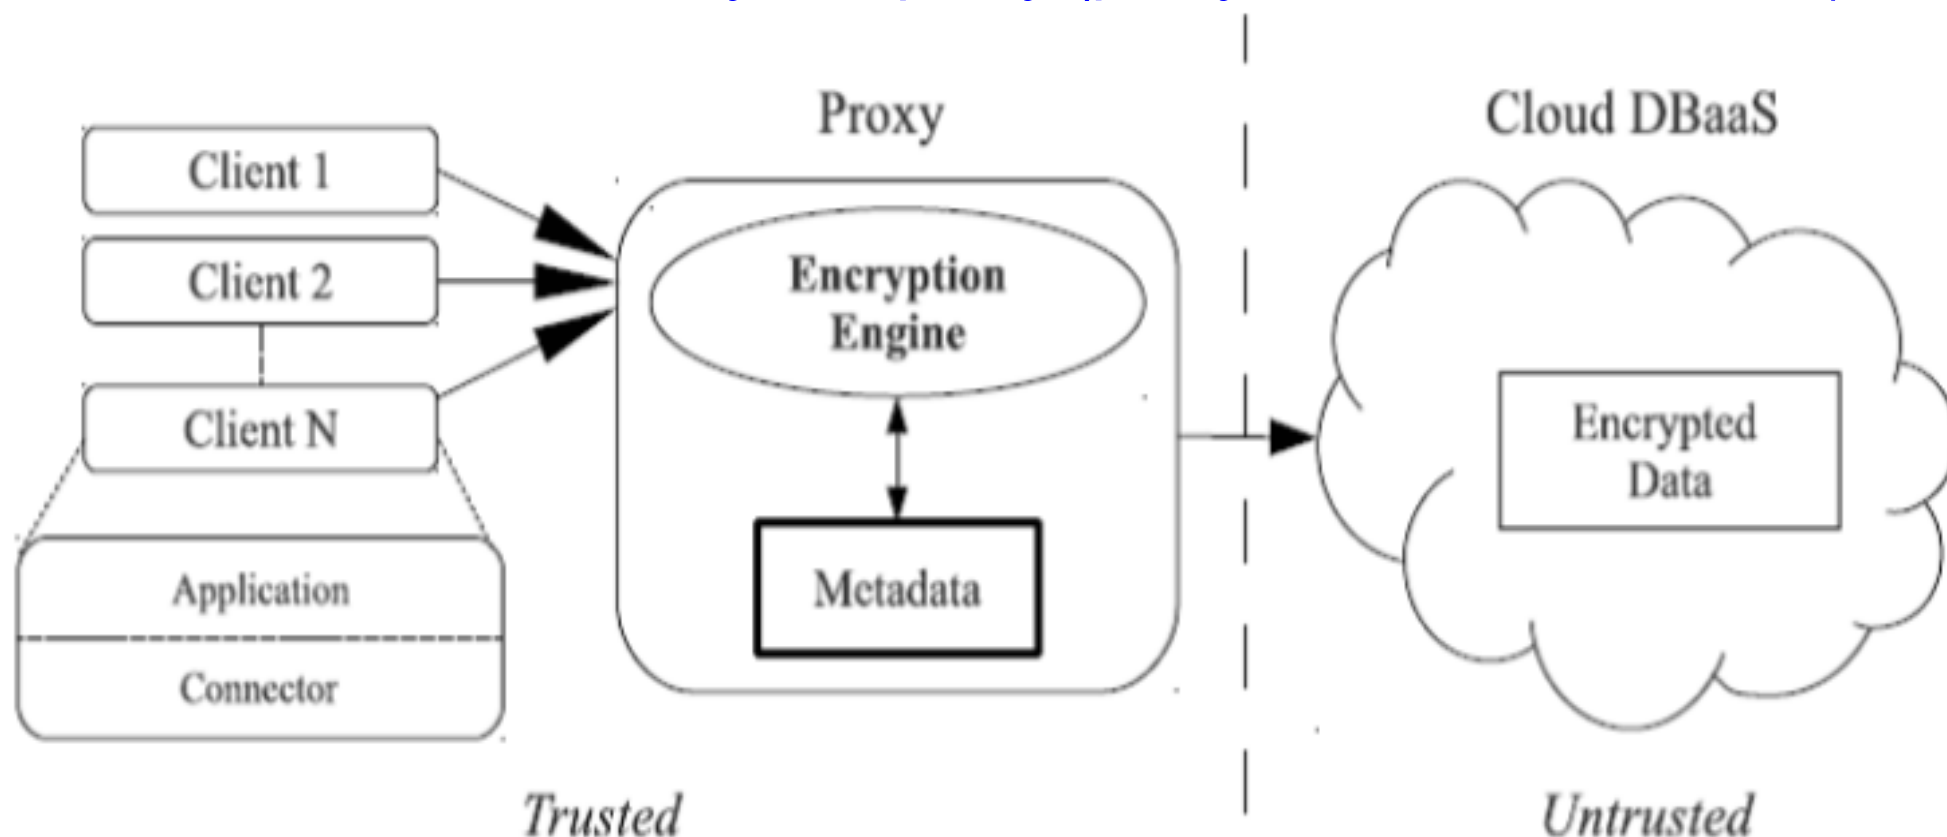 Proxy
Cloud DBaaS
Client 1
Client 2
Client N
Application
Connector
Encryption
Engine
Metadata
Encrypted
Data
Trusted
Untrusted